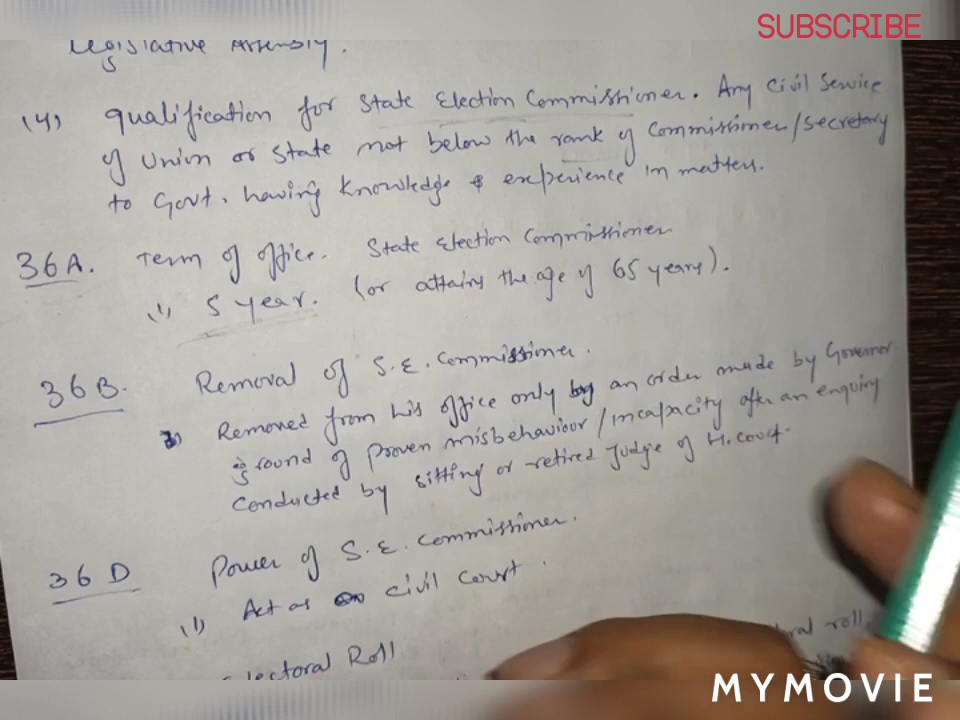 SUBSCRIBE
Legislative Assembly.
(4) Qualification for State Election Commissioner. Any Civil Service
of Union or State not below the rank of Commissioner/Secretary
to Govt. having knowledge & experience in matters.
36A. Term of office. State Election Commissioner
(1) 5 year. (or attains the age of 65 years).
36B. Removal of S.E. Commissioner.
Removed from his office only by an order made by Governor
ground of proven misbehaviour/incapacity after an enquiry
conducted by sitting or retired Judge of H. Court.
36 D Power of S.E. Commissioner.
(1) Act as civil court.
Electoral Roll
roll
MYMOVIE